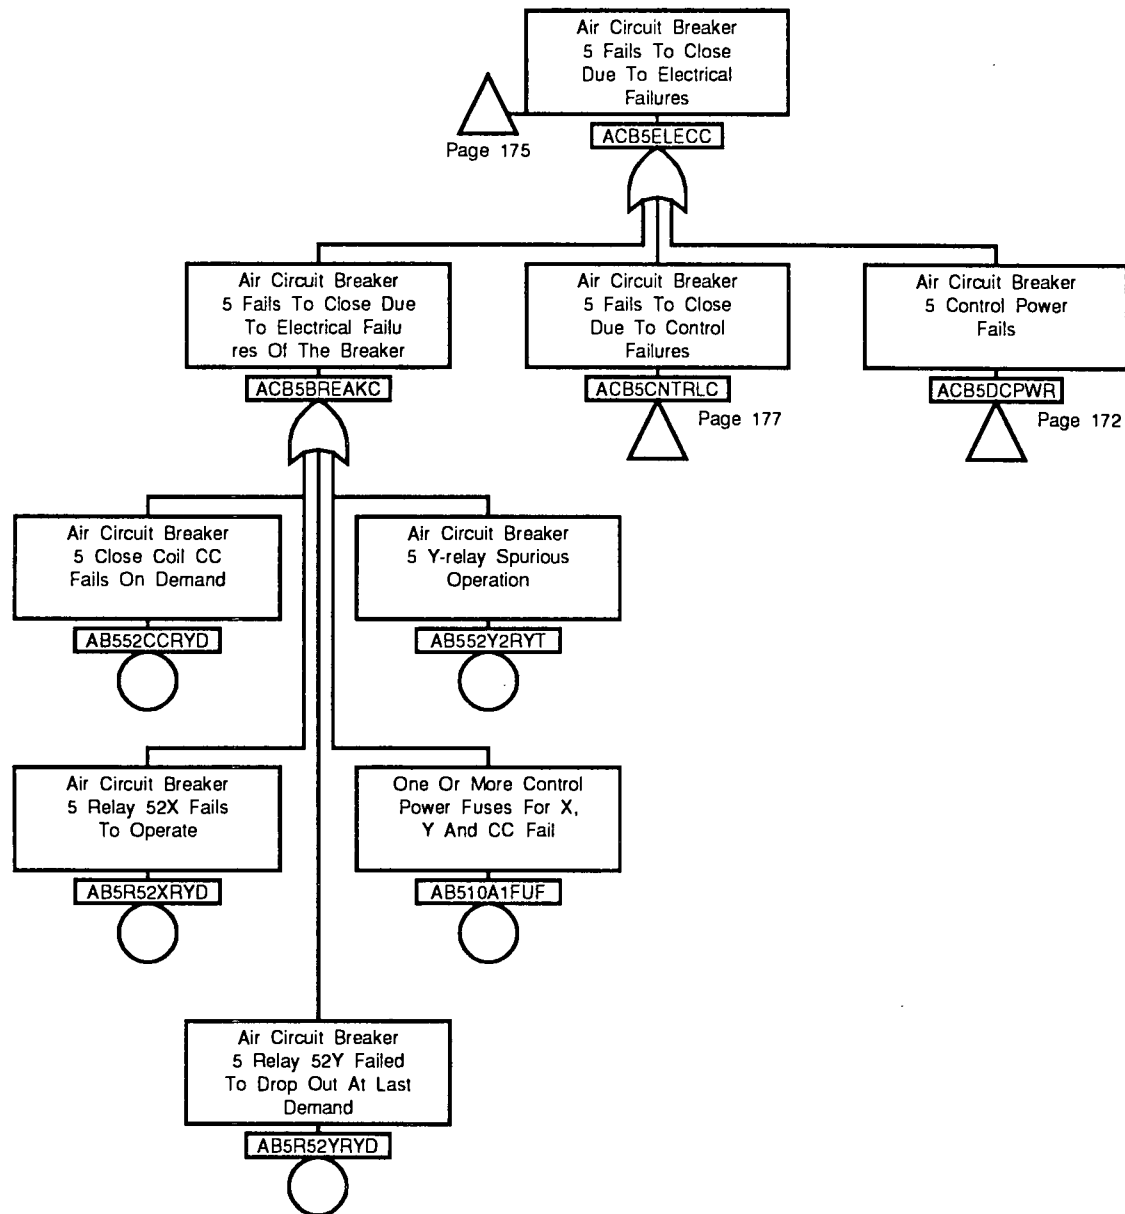 Air Circuit Breaker
5 Fails To Close
Due To Electrical
Failures
Page 175
ACB5ELECC
Air Circuit Breaker
5 Fails To Close Due
To Electrical Failu
res Of The Breaker
ACB5BREAKC
Air Circuit Breaker
5 Fails To Close
Due To Control
Failures
ACB5CNTRLC
Page 177
Air Circuit Breaker
5 Control Power
Fails
ACB5DCPWR
Page 172
Air Circuit Breaker
5 Close Coil CC
Fails On Demand
AB552CCRYD
Air Circuit Breaker
5 Y-relay Spurious
Operation
AB552Y2RYT
Air Circuit Breaker
5 Relay 52X Fails
To Operate
AB5R52XRYD
One Or More Control
Power Fuses For X,
Y And CC Fail
AB510A1FUF
Air Circuit Breaker
5 Relay 52Y Failed
To Drop Out At Last
Demand
AB5R52YRYD